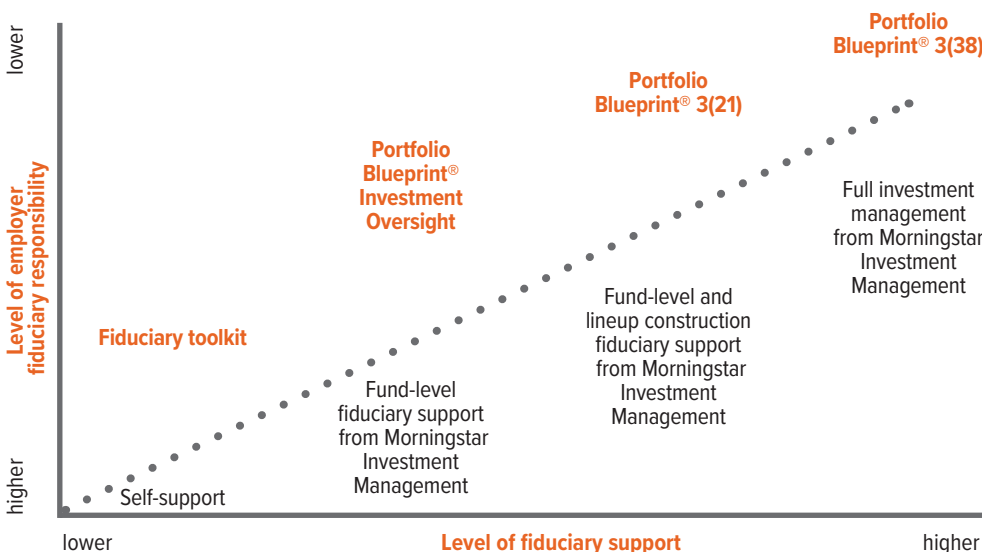 lower
Level of employer
fiduciary responsibility
higher
Portfolio
Blueprint® 3(38)
Portfolio
Blueprint® 3(21)
Portfolio
Blueprint®
Investment
Oversight
Fiduciary toolkit
Full investment
management
from Morningstar
Investment
Management
Fund-level and
lineup construction
fiduciary support
from Morningstar
Investment
Management
Fund-level
fiduciary support
from Morningstar
Investment
Management
Self-support
lower
Level of fiduciary support
higher